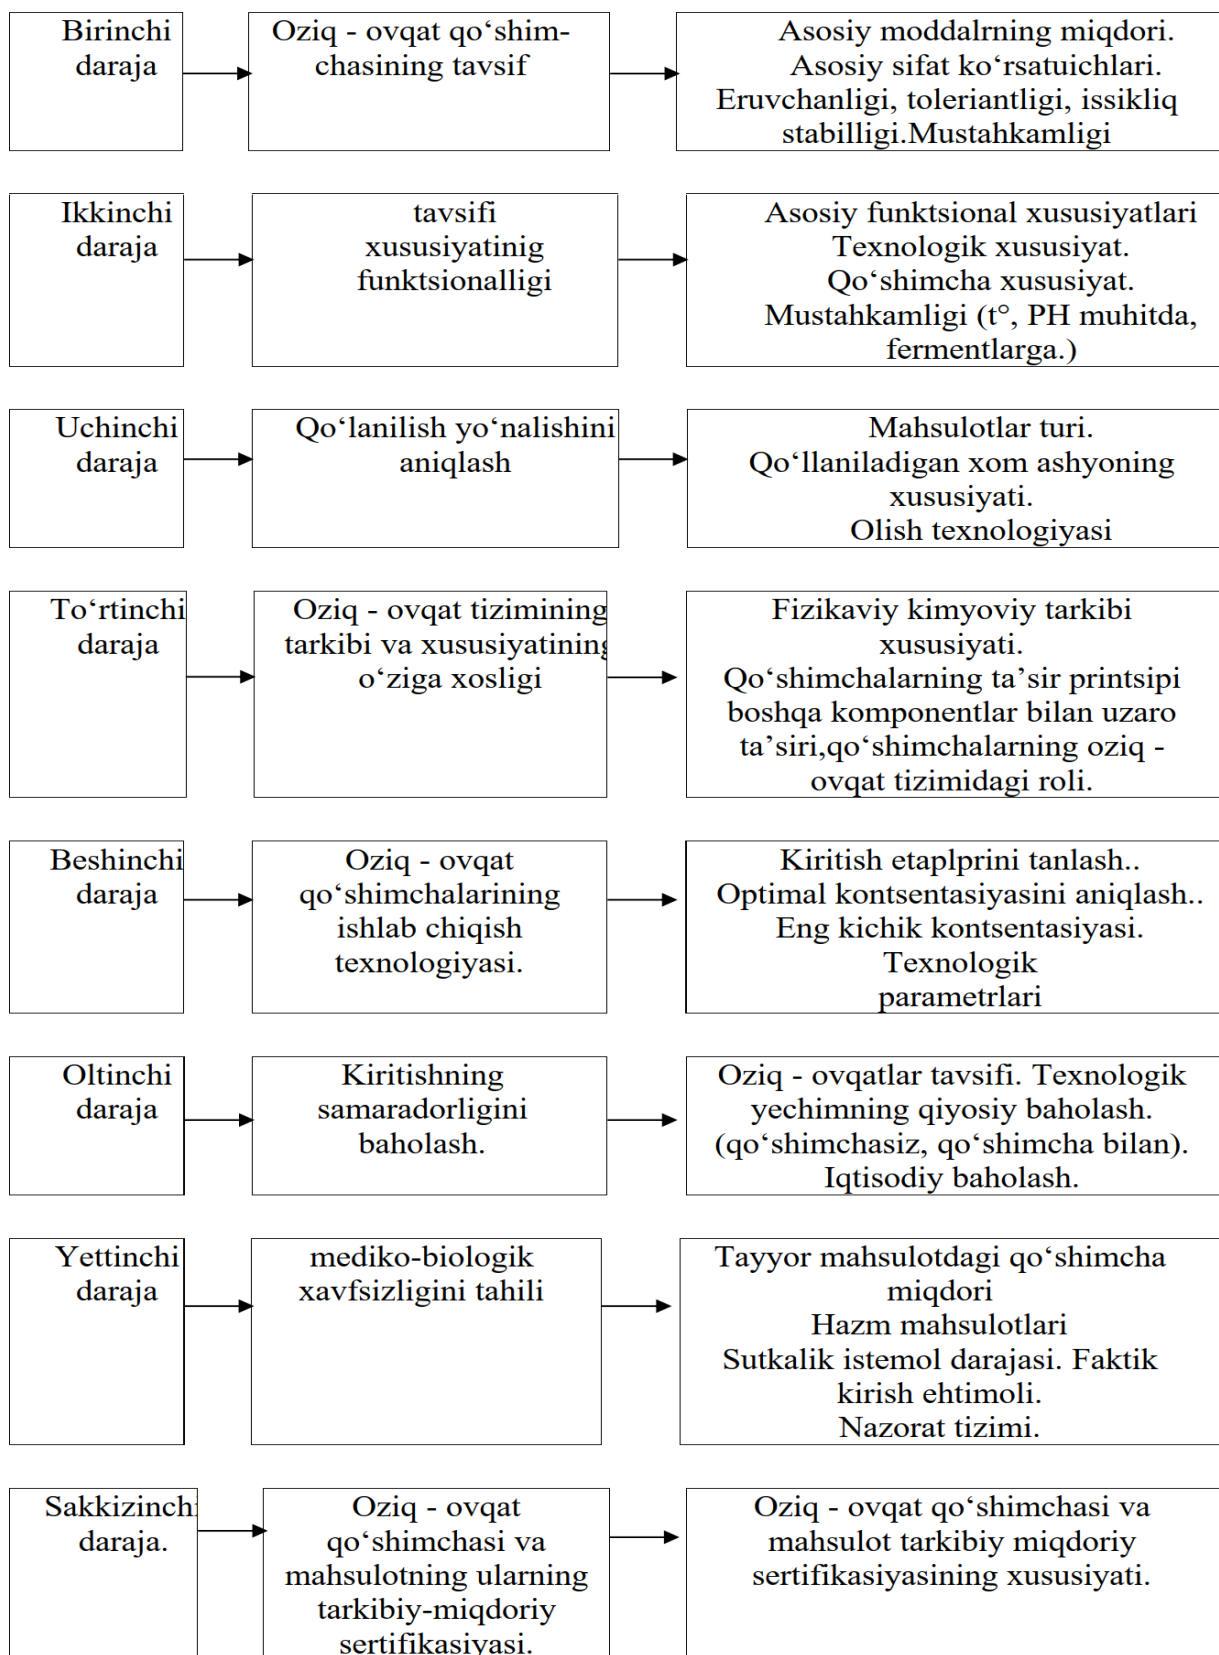 Birinchi
daraja
Oziq - ovqat qo‘shim-
chasining tavsif
Asosiy moddalrning miqdori.
Asosiy sifat ko‘rsatuichlari.
Eruvchanligi, toleriantligi, issikliq
stabilligi.Mustahkamligi
Ikkinchi
daraja
tavsifi
xususiyatinig
funktsionalligi
Asosiy funktsional xususiyatlari
Texnologik xususiyat.
Qo‘shimcha xususiyat.
Mustahkamligi (t°, PH muhitda,
fermentlarga.)
Uchinchi
daraja
Qo‘lanilish yo‘nalishini
aniqlash
Mahsulotlar turi.
Qo‘llaniladigan xom ashyoning
xususiyati.
Olish texnologiyasi
To‘rtinchi
daraja
Oziq - ovqat tizimining
tarkibi va xususiyatining
o‘ziga xosligi
Fizikaviy kimyoviy tarkibi
xususiyati.
Qo‘shimchalarning ta’sir printsipi
boshqa komponentlar bilan uzaro
ta’siri,qo‘shimchalarning oziq -
ovqat tizimidagi roli.
Beshinchi
daraja
Oziq - ovqat
qo‘shimchalarining
ishlab chiqish
texnologiyasi.
Kiritish etaplprini tanlash..
Optimal kontsentasiyasini aniqlash..
Eng kichik kontsentasiyasi.
Texnologik
parametrlari
Oltinchi
daraja
Kiritishning
samaradorligini
baholash.
Oziq - ovqatlar tavsifi. Texnologik
yechimning qiyosiy baholash.
(qo‘shimchasiz, qo‘shimcha bilan).
Iqtisodiy baholash.
Yettinchi
daraja
mediko-biologik
xavfsizligini tahili
Tayyor mahsulotdagi qo‘shimcha
miqdori
Hazm mahsulotlari
Sutkalik istemol darajasi. Faktik
kirish ehtimoli.
Nazorat tizimi.
Sakkizinchi
daraja.
Oziq - ovqat
qo‘shimchasi va
mahsulotning ularning
tarkibiy-miqdoriy
sertifikasiyasi.
Oziq - ovqat qo‘shimchasi va
mahsulot tarkibiy miqdoriy
sertifikasiyasining xususiyati.